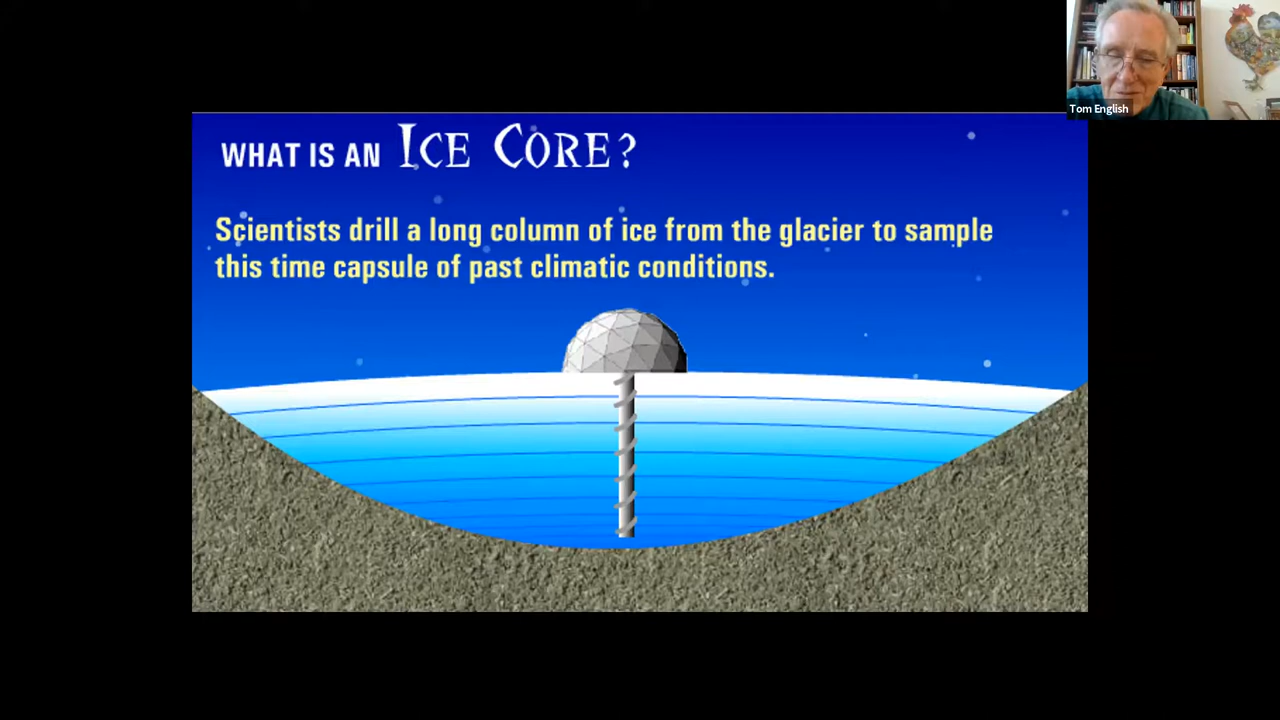 WHAT IS AN ICE CORE?
Scientists drill a long column of ice from the glacier to sample
this time capsule of past climatic conditions.
Tom English